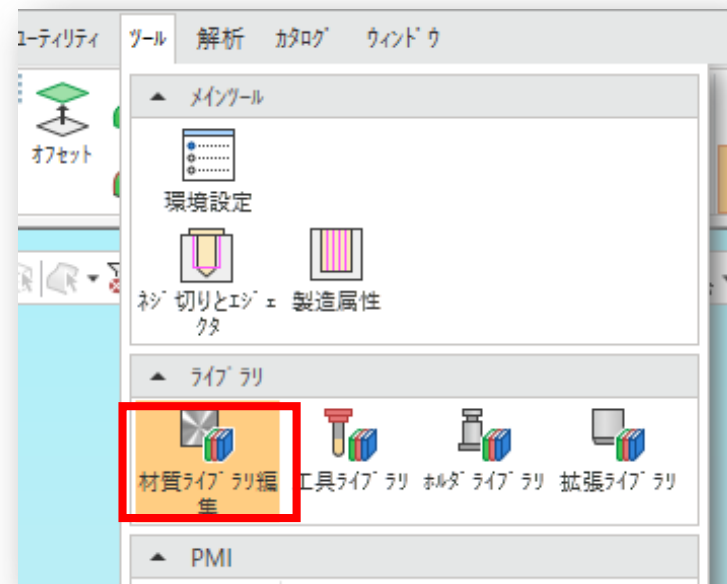 ﾕｰﾃｨﾘﾃｨ ﾂｰﾙ 解析 ｶﾀﾛｸﾞ ｳｨﾝﾄﾞｳ
ﾒｲﾝﾂｰﾙ
ｵﾌｾｯﾄ
環境設定
ﾈｼﾞ切りとｴｼﾞｪ 製造属性
ｸﾀ
ﾗｲﾌﾞﾗﾘ
材質ﾗｲﾌﾞﾗﾘ編 工具ﾗｲﾌﾞﾗﾘ ﾎﾙﾀﾞﾗｲﾌﾞﾗﾘ 拡張ﾗｲﾌﾞﾗﾘ
集
PMI